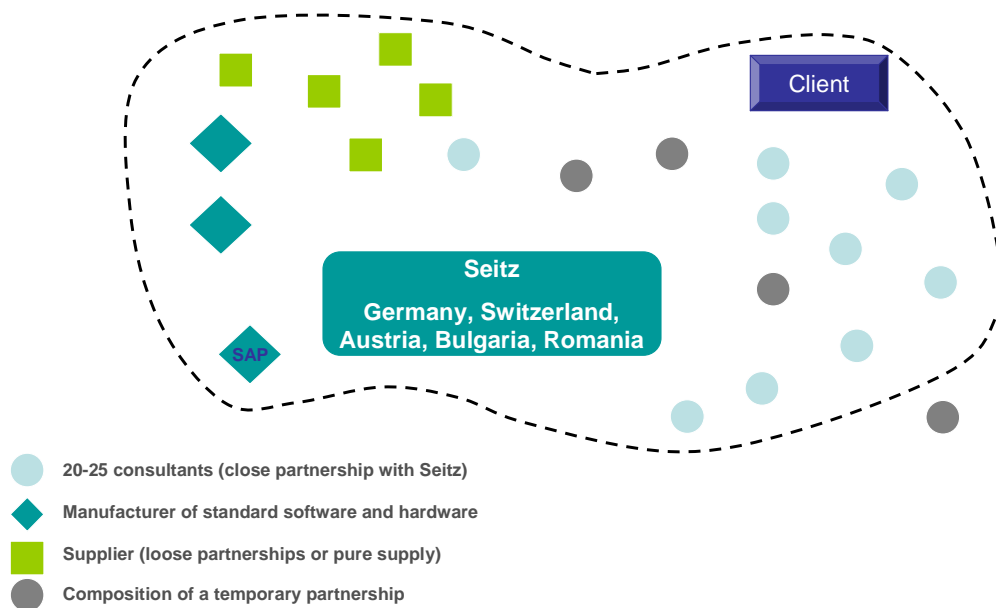 Client
Seitz
Germany, Switzerland,
Austria, Bulgaria, Romania
SAP
20-25 consultants (close partnership with Seitz)
Manufacturer of standard software and hardware
Supplier (loose partnerships or pure supply)
Composition of a temporary partnership